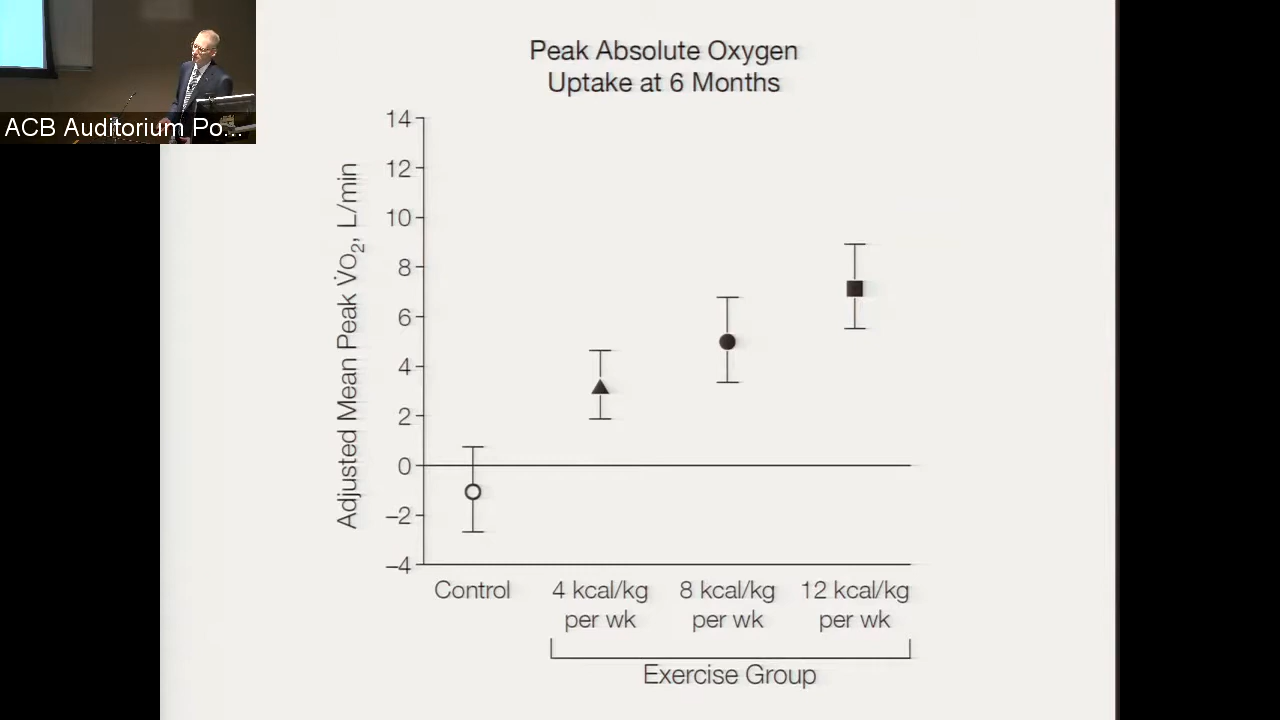 ACB Auditorium Po...
Peak Absolute Oxygen
Uptake at 6 Months
Adjusted Mean Peak V̇O₂, L/min
14
12
10
8
6
4
2
0
–2
–4
Control
4 kcal/kg
per wk
8 kcal/kg
per wk
12 kcal/kg
per wk
Exercise Group